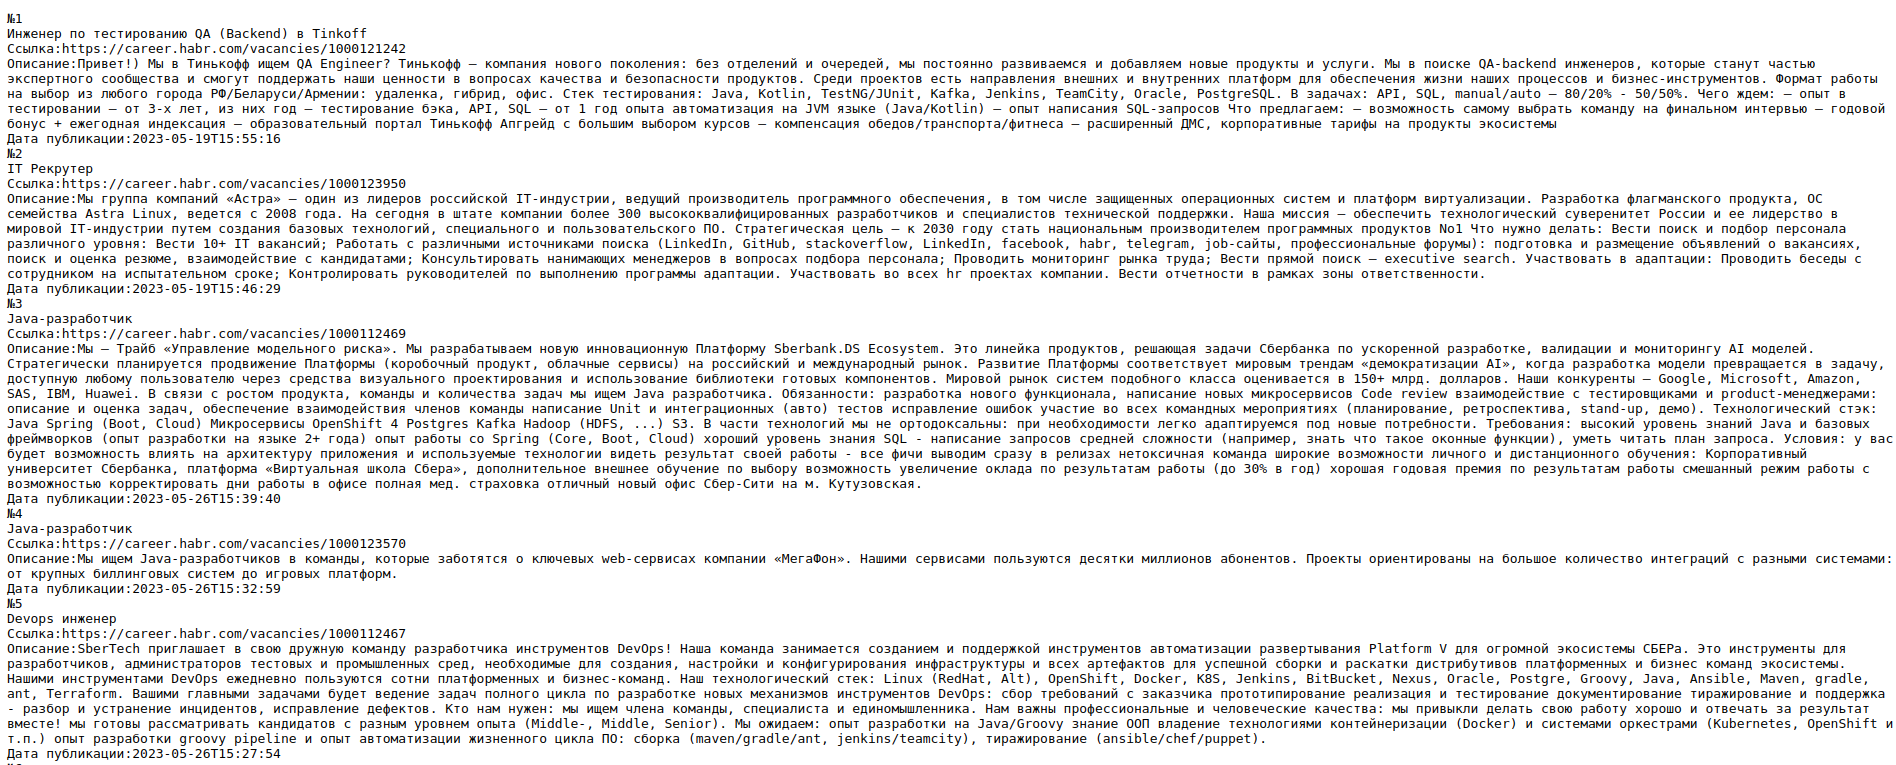 №1
Инженер по тестированию QA (Backend) в Tinkoff
Ссылка:https://career.habr.com/vacancies/1000121242
Описание:Привет!) Мы в Тинькофф ищем QA Engineer? Тинькофф — компания нового поколения: без отделений и очередей, мы постоянно развиваемся и добавляем новые продукты и услуги. Мы в поиске QA-backend инженеров, которые станут частью
экспертного сообщества и смогут поддержать наши ценности в вопросах качества и безопасности продуктов. Среди проектов есть направления внешних и внутренних платформ для обеспечения жизни наших процессов и бизнес-инструментов. Формат работы
на выбор из любого города РФ/Беларуси/Армении: удаленка, гибрид, офис. Стек тестирования: Java, Kotlin, TestNG/JUnit, Kafka, Jenkins, TeamCity, Oracle, PostgreSQL. В задачах: API, SQL, manual/auto — 80/20% - 50/50%. Чего ждем: — опыт в
тестировании — от 3-х лет, из них год — тестирование бэка, API, SQL — от 1 год опыта автоматизация на JVM языке (Java/Kotlin) — опыт написания SQL-запросов Что предлагаем: — возможность самому выбрать команду на финальном интервью — годовой
бонус + ежегодная индексация — образовательный портал Тинькофф Апгрейд с большим выбором курсов — компенсация обедов/транспорта/фитнеса — расширенный ДМС, корпоративные тарифы на продукты экосистемы
Дата публикации:2023-05-19T15:55:16
№2
IT Рекрутер
Ссылка:https://career.habr.com/vacancies/1000123950
Описание:Мы группа компаний «Астра» — один из лидеров российской IT-индустрии, ведущий производитель программного обеспечения, в том числе защищенных операционных систем и платформ виртуализации. Разработка флагманского продукта, ОС
семейства Astra Linux, ведется с 2008 года. На сегодня в штате компании более 300 высококвалифицированных разработчиков и специалистов технической поддержки. Наша миссия — обеспечить технологический суверенитет России и ее лидерство в
мировой IT-индустрии путем создания базовых технологий, специального и пользовательского ПО. Стратегическая цель — к 2030 году стать национальным производителем программных продуктов No1 Что нужно делать: Вести поиск и подбор персонала
различного уровня: Вести 10+ IT вакансий; Работать с различными источниками поиска (LinkedIn, GitHub, stackoverflow, LinkedIn, facebook, habr, telegram, job-сайты, профессиональные форумы): подготовка и размещение объявлений о вакансиях,
поиск и оценка резюме, взаимодействие с кандидатами; Консультировать нанимающих менеджеров в вопросах подбора персонала; Проводить мониторинг рынка труда; Вести прямой поиск — executive search. Участвовать в адаптации: Проводить беседы с
сотрудником на испытательном сроке; Контролировать руководителей по выполнению программы адаптации. Участвовать во всех hr проектах компании. Вести отчетности в рамках зоны ответственности.
Дата публикации:2023-05-19T15:46:29
№3
Java-разработчик
Ссылка:https://career.habr.com/vacancies/1000112469
Описание:Мы — Трайб «Управление модельного риска». Мы разрабатываем новую инновационную Платформу Sberbank.DS Ecosystem. Это линейка продуктов, решающая задачи Сбербанка по ускоренной разработке, валидации и мониторингу AI моделей.
Стратегически планируется продвижение Платформы (коробочный продукт, облачные сервисы) на российский и международный рынок. Развитие Платформы соответствует мировым трендам «демократизации AI», когда разработка модели превращается в задачу,
доступную любому пользователю через средства визуального проектирования и использование библиотеки готовых компонентов. Мировой рынок систем подобного класса оценивается в 150+ млрд. долларов. Наши конкуренты — Google, Microsoft, Amazon,
SAS, IBM, Huawei. В связи с ростом продукта, команды и количества задач мы ищем Java разработчика. Обязанности: разработка нового функционала, написание новых микросервисов Code review взаимодействие с тестировщиками и product-менеджерами:
описание и оценка задач, обеспечение взаимодействия членов команды написание Unit и интеграционных (авто) тестов исправление ошибок участие во всех командных мероприятиях (планирование, ретроспектива, stand-up, демо). Технологический стэк:
Java Spring (Boot, Cloud) Микросервисы OpenShift 4 Postgres Kafka Hadoop (HDFS, ...) S3. В части технологий мы не ортодоксальны: при необходимости легко адаптируемся под новые потребности. Требования: высокий уровень знаний Java и базовых
фреймворков (опыт разработки на языке 2+ года) опыт работы со Spring (Core, Boot, Cloud) хороший уровень знания SQL - написание запросов средней сложности (например, знать что такое оконные функции), уметь читать план запроса. Условия: у вас
будет возможность влиять на архитектуру приложения и используемые технологии видеть результат своей работы - все фичи выводим сразу в релизах нетоксичная команда широкие возможности личного и дистанционного обучения: Корпоративный
университет Сбербанка, платформа «Виртуальная школа Сбера», дополнительное внешнее обучение по выбору возможность увеличение оклада по результатам работы (до 30% в год) хорошая годовая премия по результатам работы смешанный режим работы с
возможностью корректировать дни работы в офисе полная мед. страховка отличный новый офис Сбер-Сити на м. Кутузовская.
Дата публикации:2023-05-26T15:39:40
№4
Java-разработчик
Ссылка:https://career.habr.com/vacancies/1000123570
Описание:Мы ищем Java-разработчиков в команды, которые заботятся о ключевых web-сервисах компании «МегаФон». Нашими сервисами пользуются десятки миллионов абонентов. Проекты ориентированы на большое количество интеграций с разными системами:
от крупных биллинговых систем до игровых платформ.
Дата публикации:2023-05-26T15:32:59
№5
Devops инженер
Ссылка:https://career.habr.com/vacancies/1000112467
Описание:SberTech приглашает в свою дружную команду разработчика инструментов DevOps! Наша команда занимается созданием и поддержкой инструментов автоматизации развертывания Platform V для огромной экосистемы СБЕРа. Это инструменты для
разработчиков, администраторов тестовых и промышленных сред, необходимые для создания, настройки и конфигурирования инфраструктуры и всех артефактов для успешной сборки и раскатки дистрибутивов платформенных и бизнес команд экосистемы.
Нашими инструментами DevOps ежедневно пользуются сотни платформенных и бизнес-команд. Наш технологический стек: Linux (RedHat, Alt), OpenShift, Docker, K8S, Jenkins, BitBucket, Nexus, Oracle, Postgre, Groovy, Java, Ansible, Maven, gradle,
ant, Terraform. Вашими главными задачами будет ведение задач полного цикла по разработке новых механизмов инструментов DevOps: сбор требований с заказчика прототипирование реализация и тестирование документирование тиражирование и поддержка
- разбор и устранение инцидентов, исправление дефектов. Кто нам нужен: мы ищем члена команды, специалиста и единомышленника. Нам важны профессиональные и человеческие качества: мы привыкли делать свою работу хорошо и отвечать за результат
вместе! мы готовы рассматривать кандидатов с разным уровнем опыта (Middle-, Middle, Senior). Мы ожидаем: опыт разработки на Java/Groovy знание ООП владение технологиями контейнеризации (Docker) и системами оркестрами (Kubernetes, OpenShift и
т.п.) опыт разработки groovy pipeline и опыт автоматизации жизненного цикла ПО: сборка (maven/gradle/ant, jenkins/teamcity), тиражирование (ansible/chef/puppet).
Дата публикации:2023-05-26T15:27:54